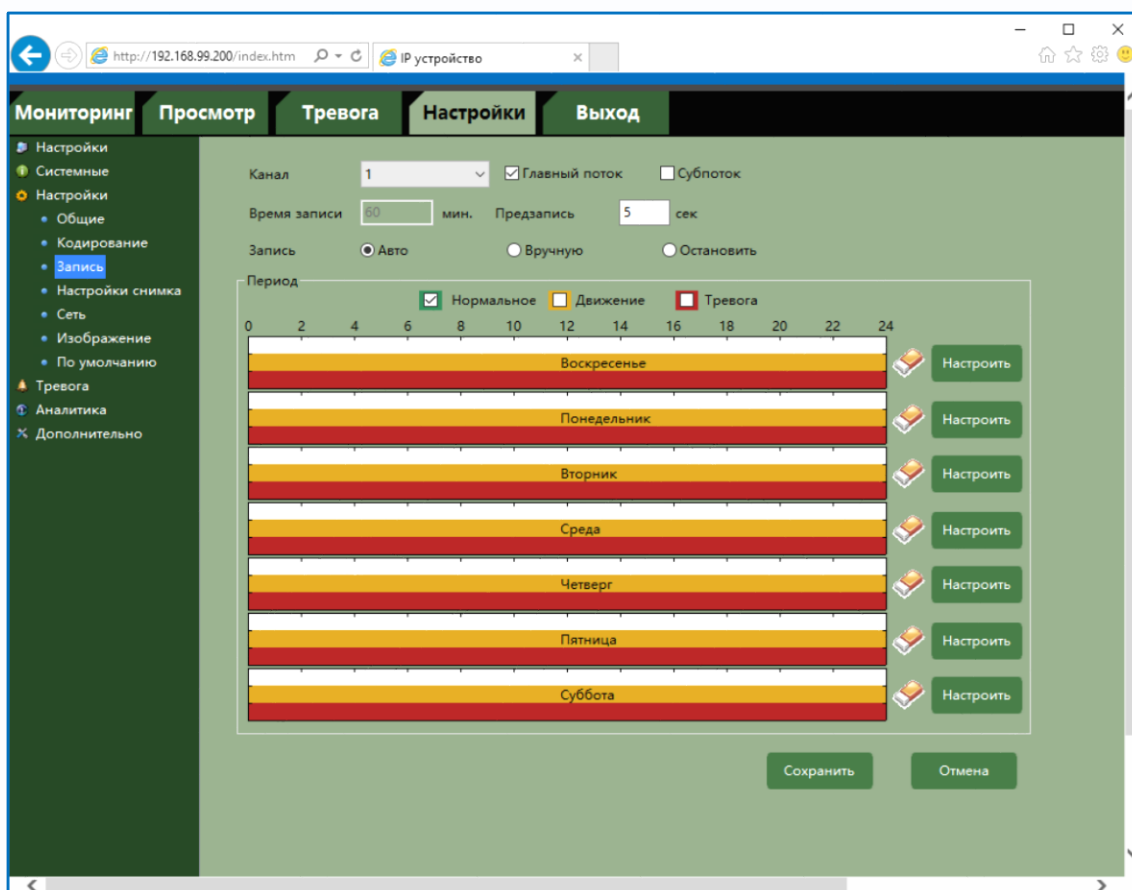 http://192.168.99.200/index.htm IP устройство
Мониторинг Просмотр Тревога Настройки Выход
Настройки
Системные
Настройки
Общие
Кодирование
Запись
Настройки снимка
Сеть
Изображение
По умолчанию
Тревога
Аналитика
Дополнительно
Канал 1 Главный поток Субпоток
Время записи 60 мин. Предзапись 5 сек
Запись Авто Вручную Остановить
Период
Нормальное Движение Тревога
0 2 4 6 8 10 12 14 16 18 20 22 24
Воскресенье Настроить
Понедельник Настроить
Вторник Настроить
Среда Настроить
Четверг Настроить
Пятница Настроить
Суббота Настроить
Сохранить Отмена